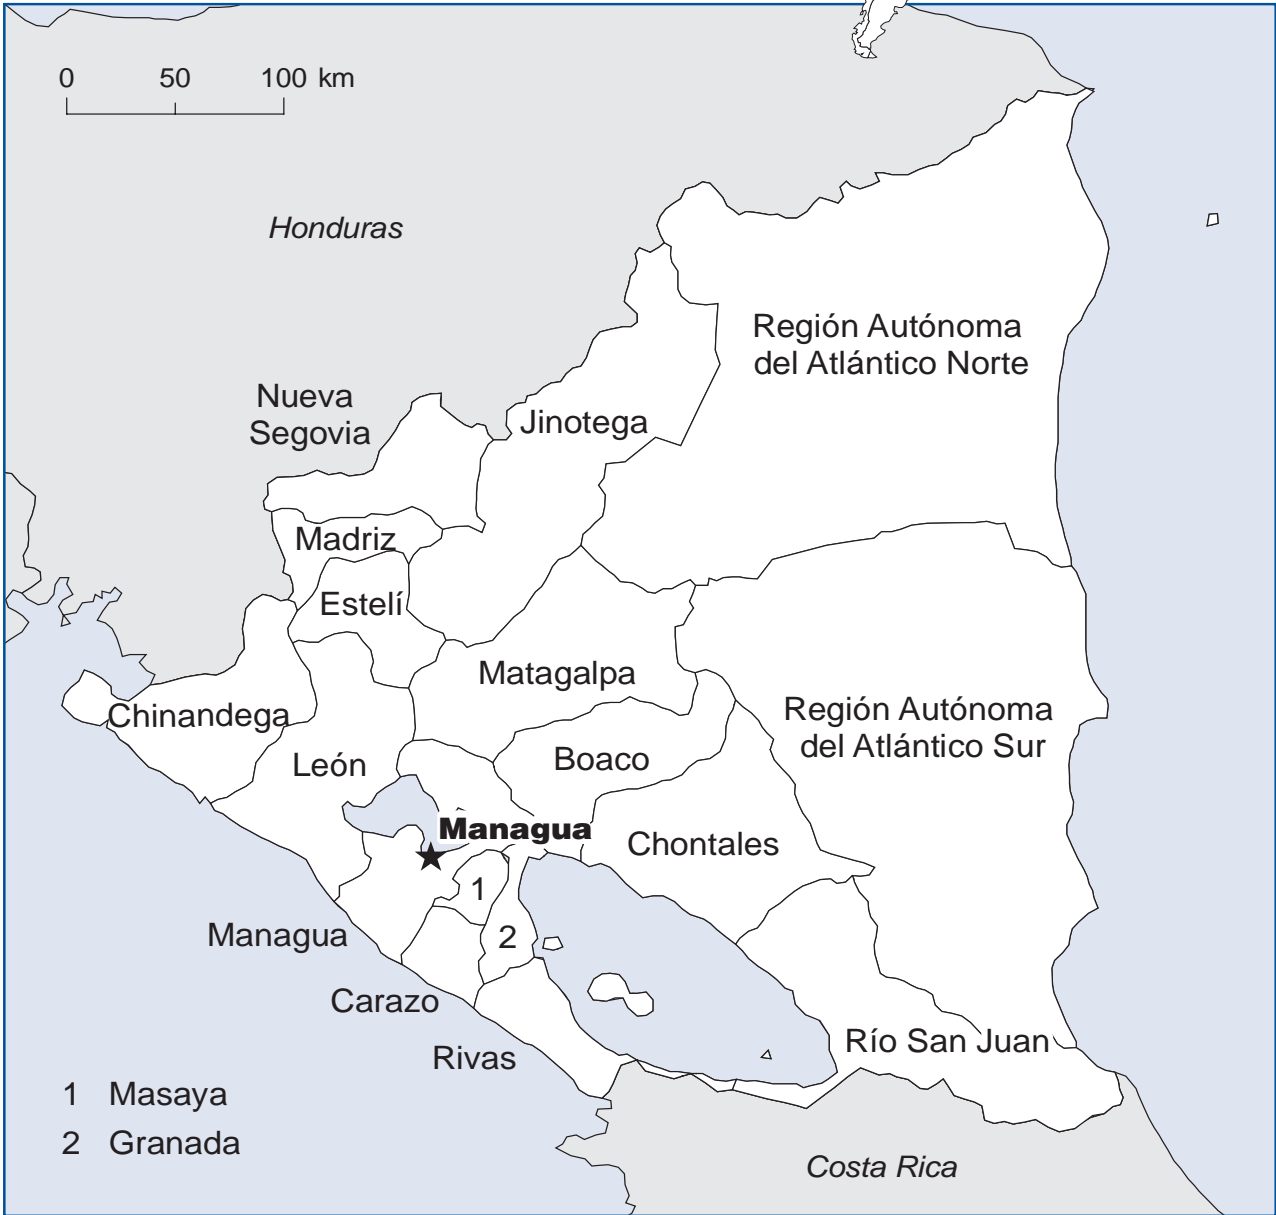 0 50 100 km
Honduras
Región Autónoma
del Atlántico Norte
Nueva
Segovia
Jinotega
Madriz
Estelí
Matagalpa
Chinandega
Región Autónoma
del Atlántico Sur
León
Boaco
Managua
Chontales
1
2
Managua
Carazo
Río San Juan
Rivas
1 Masaya
2 Granada
Costa Rica